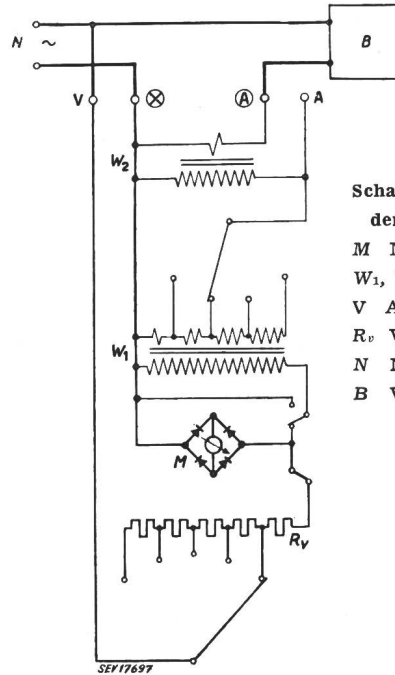 N ~
B
V
⊗
Ⓐ
A
W₂
W₁
M
Rᵥ
SEV17697
Scha
der
M
W₁,
V A
Rᵥ V
N
B V